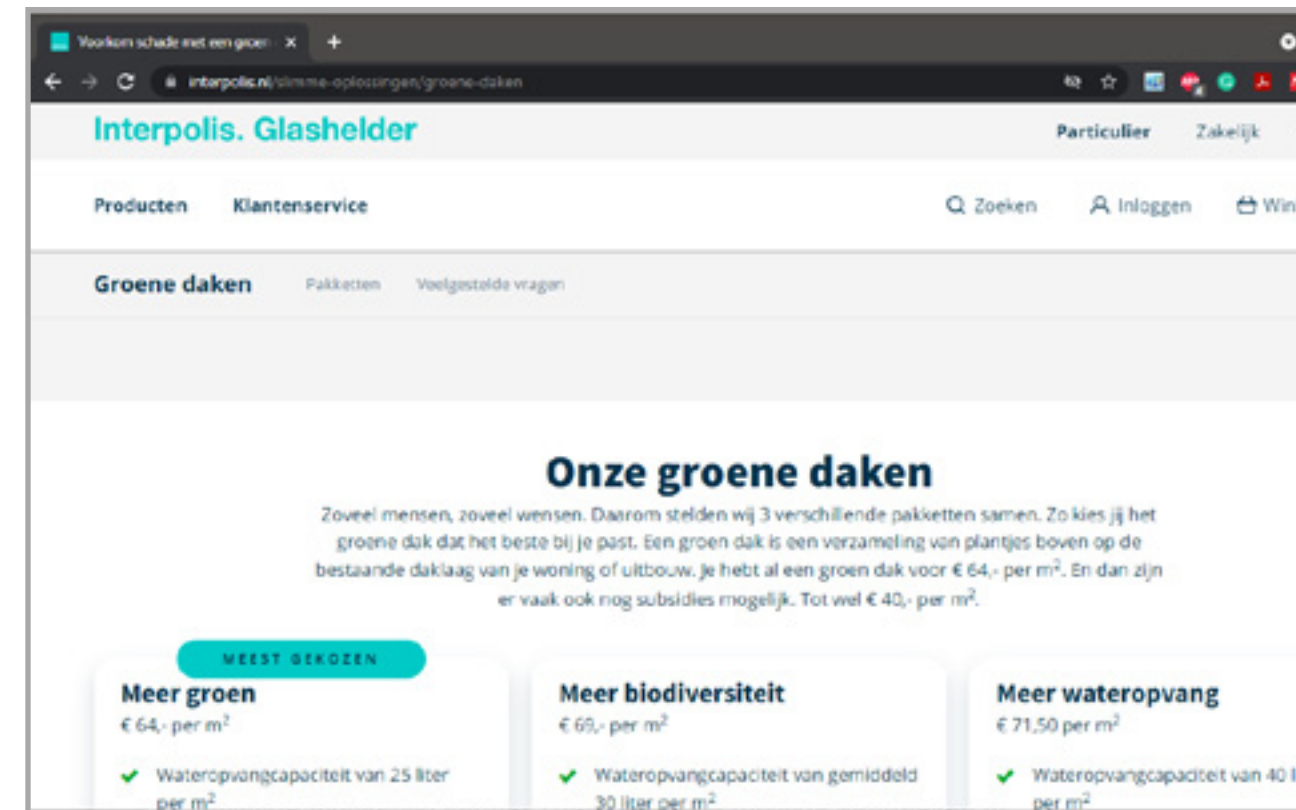 Voorkom schade met een groen
interpolis.nl/slimme-oplossingen/groene-daken
Interpolis. Glashelder
Particulier Zakelijk
Producten Klantenservice
Zoeken Inloggen Win
Groene daken Pakketten Veelgestelde vragen
Onze groene daken
Zoveel mensen, zoveel wensen. Daarom stelden wij 3 verschillende pakketten samen. Zo kies jij het
groene dak dat het beste bij je past. Een groen dak is een verzameling van plantjes boven op de
bestaande daklaag van je woning of uitbouw. Je hebt al een groen dak voor € 64,- per m². En dan zijn
er vaak ook nog subsidies mogelijk. Tot wel € 40,- per m².
MEEST GEKOZEN
Meer groen
€ 64,- per m²
Wateropvangcapaciteit van 25 liter
per m²
Meer biodiversiteit
€ 69,- per m²
Wateropvangcapaciteit van gemiddeld
30 liter per m²
Meer wateropvang
€ 71,50 per m²
Wateropvangcapaciteit van 40 l
per m²